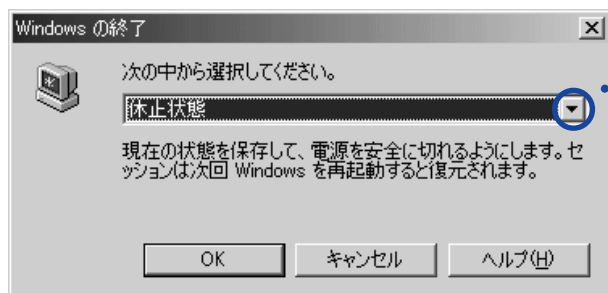 Windows の終了
次の中から選択してください。
休止状態
現在の状態を保存して、電源を安全に切れるようにします。セ
ッションは次回 Windows を再起動すると復元されます。
OK キャンセル ヘルプ(H)